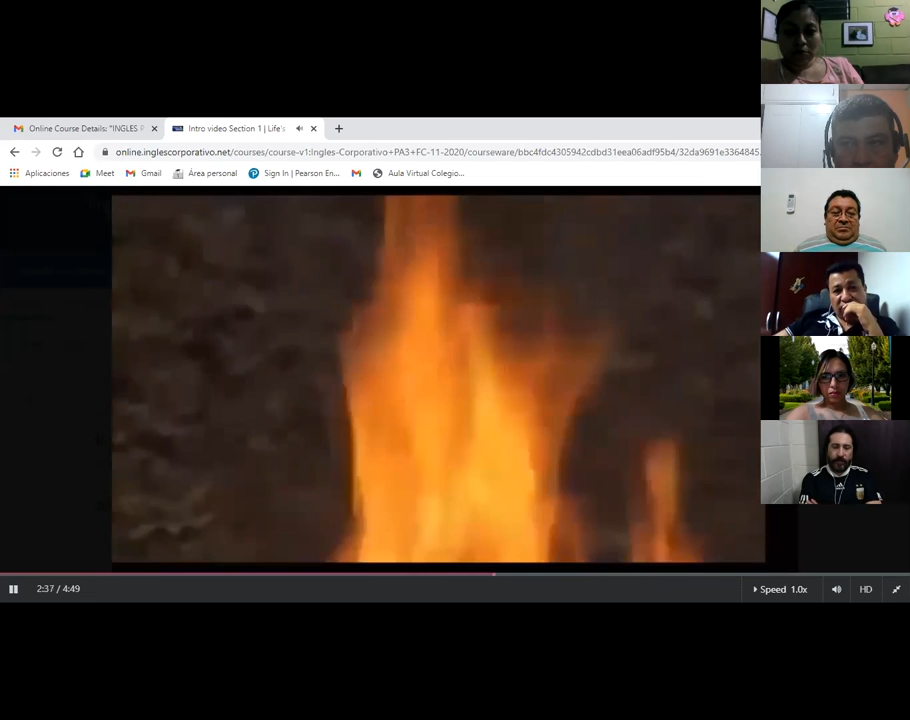 Online Course Details: "INGLES P
Intro video Section 1 | Life's
online.inglescorporativo.net/courses/course-v1:Ingles-Corporativo+PA3+FC-11-2020/courseware/bbc4fdc4305942cdbd31eea06adf95b4/32da9691e3364845.
Aplicaciones Meet Gmail Área personal Sign In | Pearson En... Aula Virtual Colegio...
2:37 / 4:49 Speed 1.0x HD